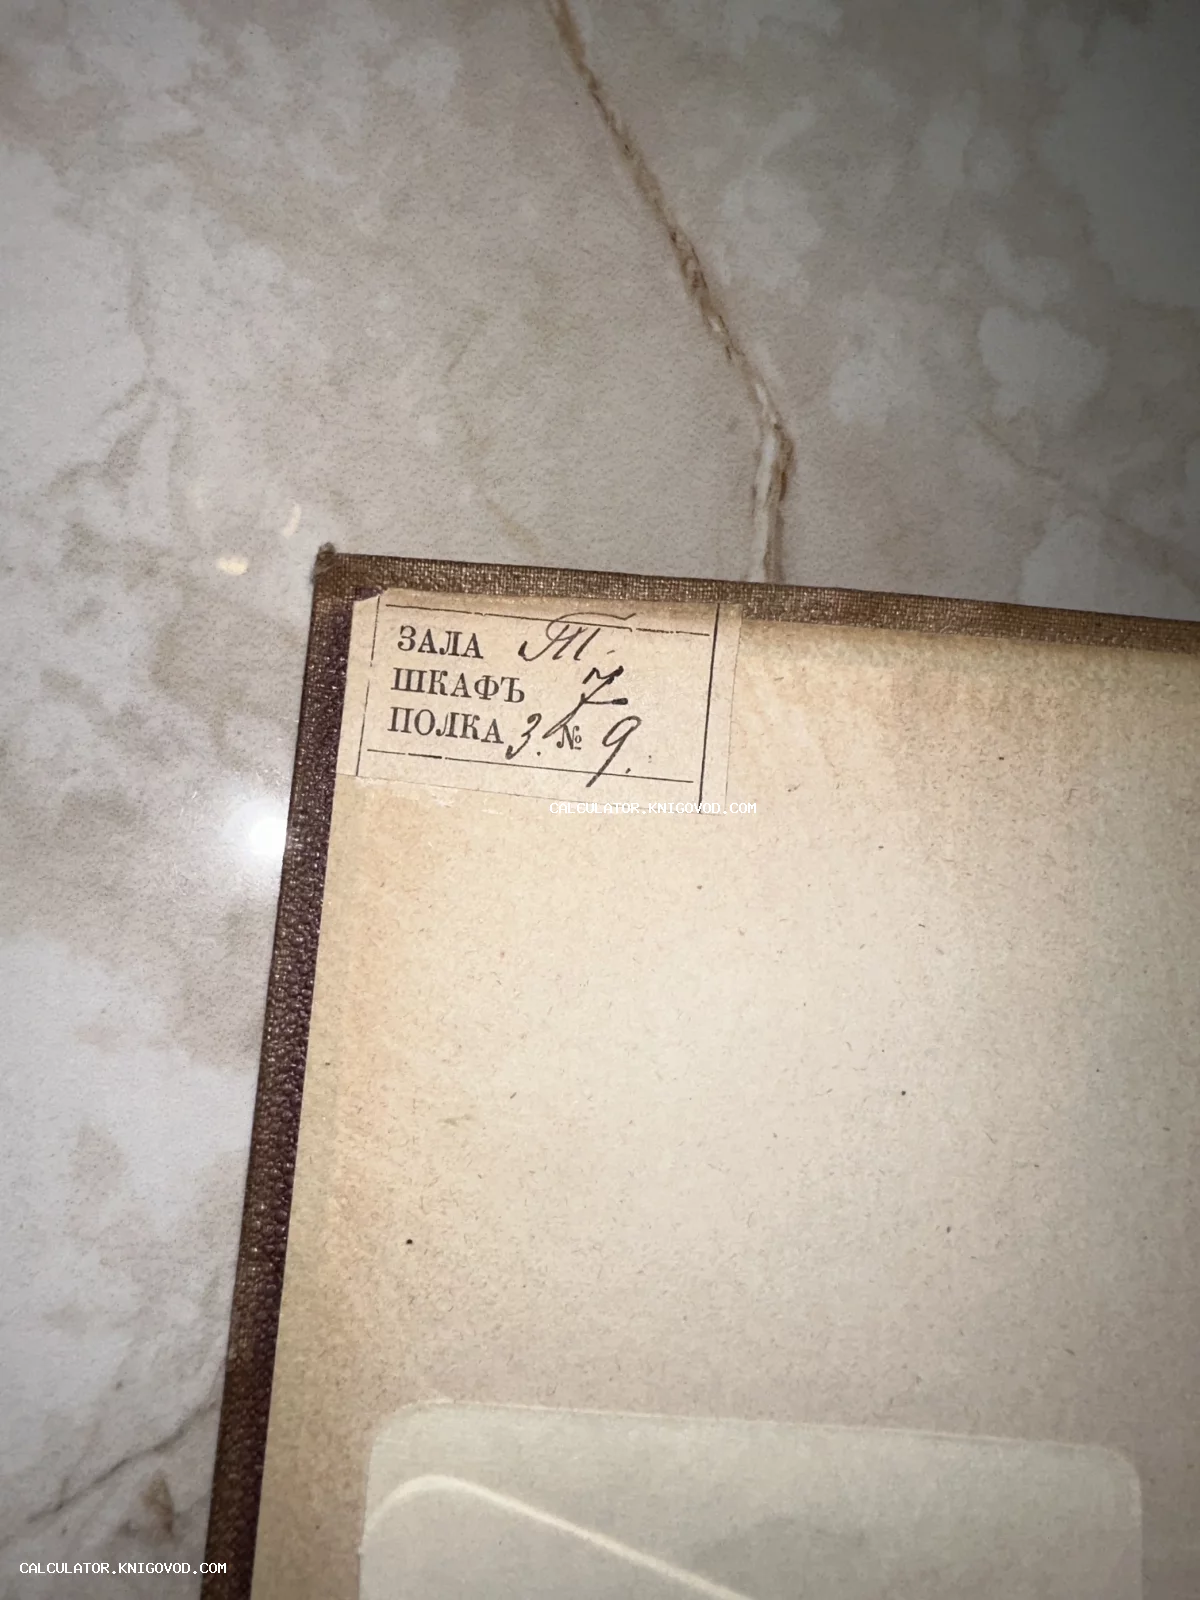 ЗАЛА Т.
ШКАФЪ 7
ПОЛКА 3. № 9.
CALCULATOR.KNIGOVOD.COM
CALCULATOR.KNIGOVOD.COM